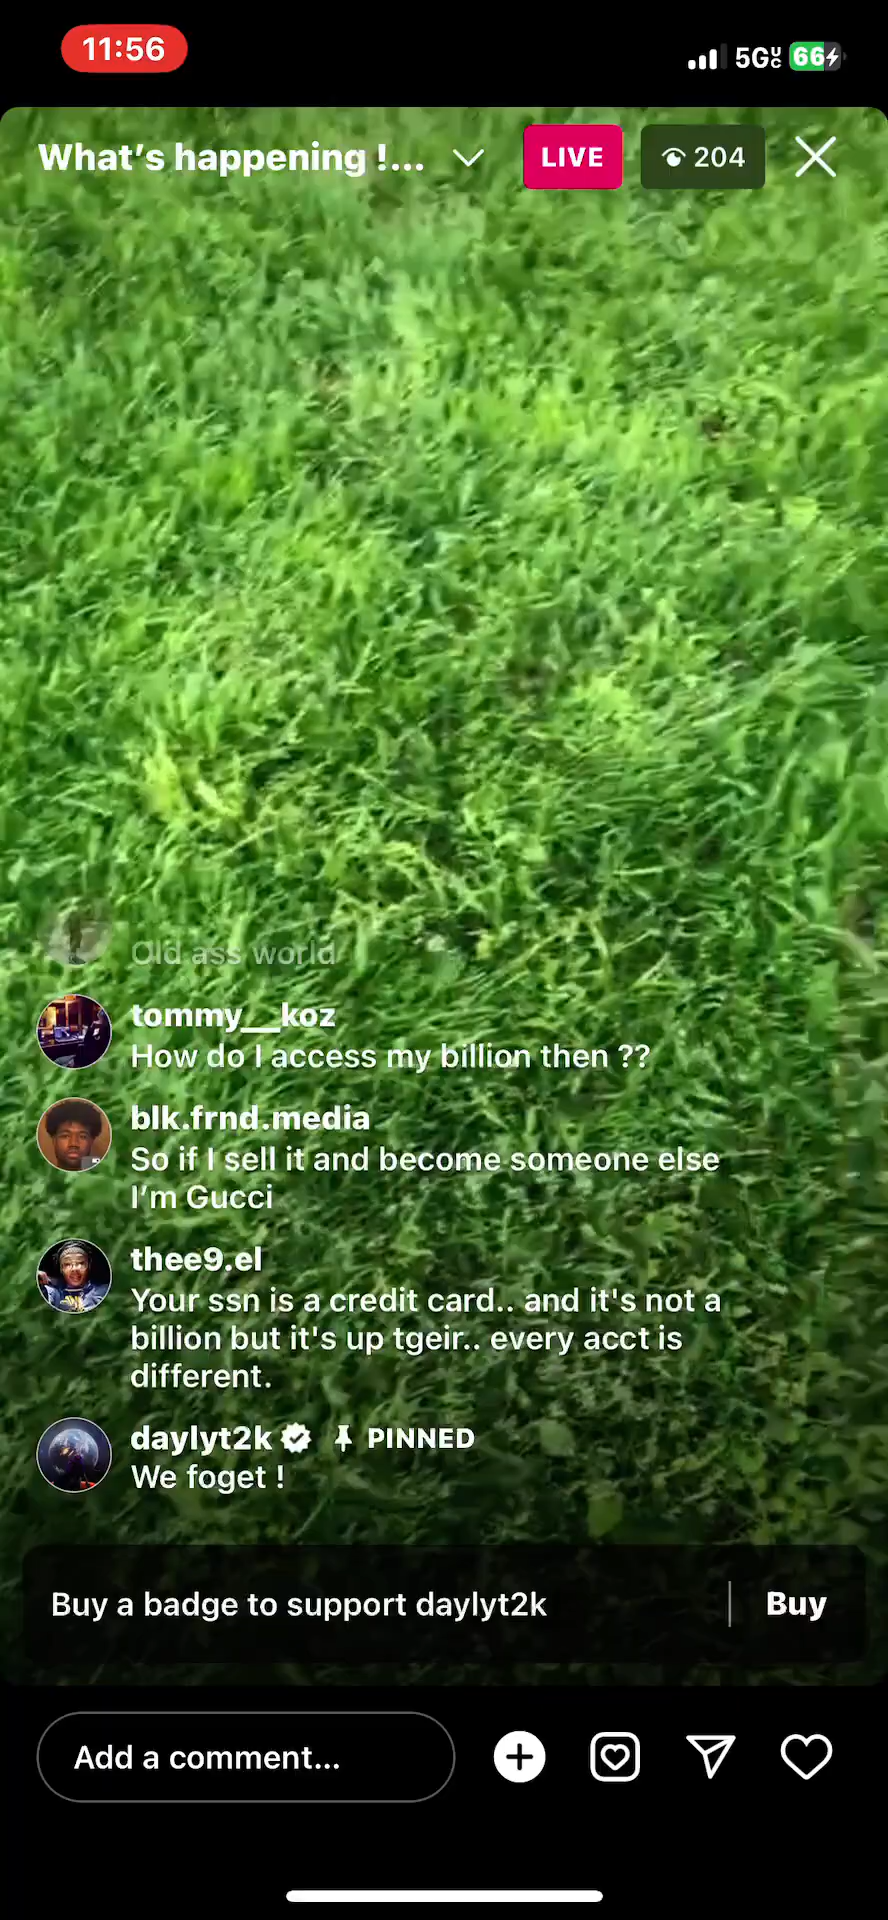 11:56
5GUC 66
What's happening !...
LIVE
204
Old ass world
tommy__koz
How do I access my billion then ??
blk.frnd.media
So if I sell it and become someone else
I'm Gucci
thee9.el
Your ssn is a credit card.. and it's not a
billion but it's up tgeir.. every acct is
different.
daylyt2k PINNED
We foget !
Buy a badge to support daylyt2k
Buy
Add a comment...